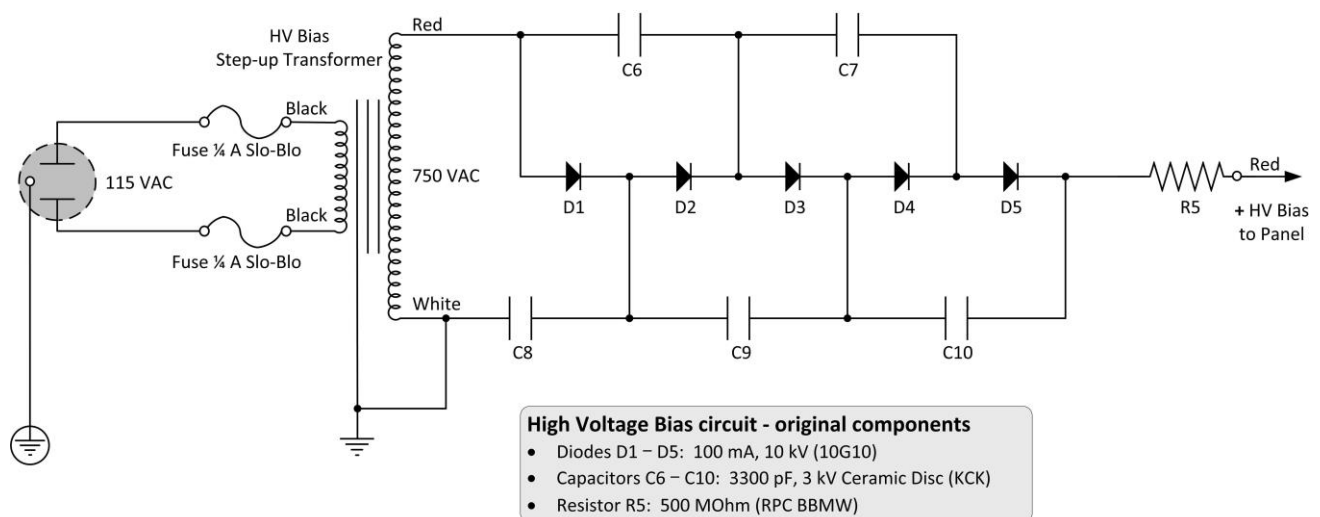 HV Bias
Step-up Transformer
Red
C6
C7
Black
Fuse ¼ A Slo-Blo
115 VAC
750 VAC
D1
D2
D3
D4
D5
R5
Red
+ HV Bias
to Panel
Black
Fuse ¼ A Slo-Blo
White
C8
C9
C10
High Voltage Bias circuit - original components
• Diodes D1 – D5: 100 mA, 10 kV (10G10)
• Capacitors C6 – C10: 3300 pF, 3 kV Ceramic Disc (KCK)
• Resistor R5: 500 MOhm (RPC BBMW)